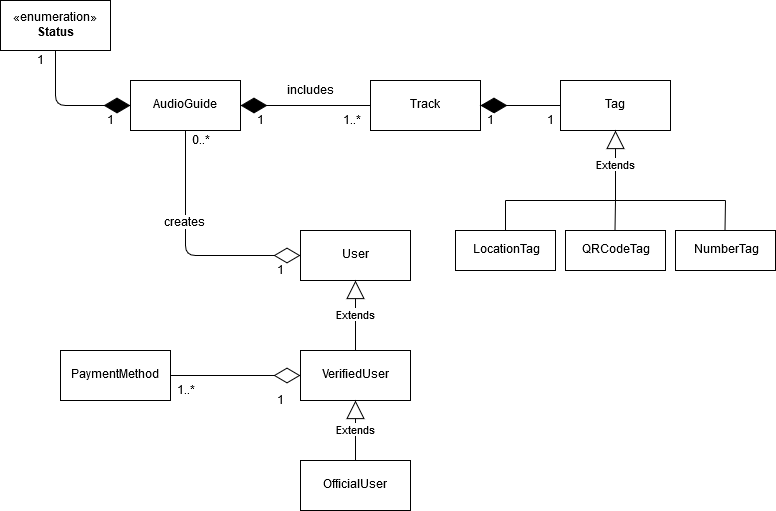 «enumeration»
Status
1
AudioGuide
includes
Track
Tag
1
1
1..*
1
1
0..*
Extends
creates
LocationTag
QRCodeTag
NumberTag
User
1
Extends
PaymentMethod
VerifiedUser
1..*
1
Extends
OfficialUser